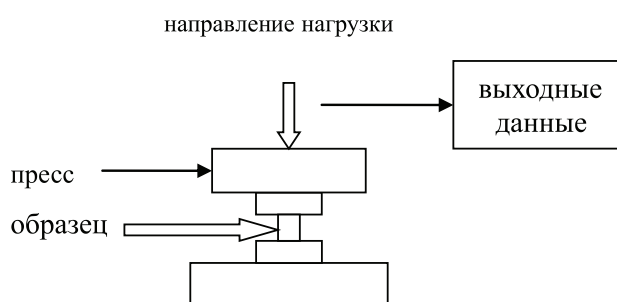 направление нагрузки
выходные
данные
пресс
образец